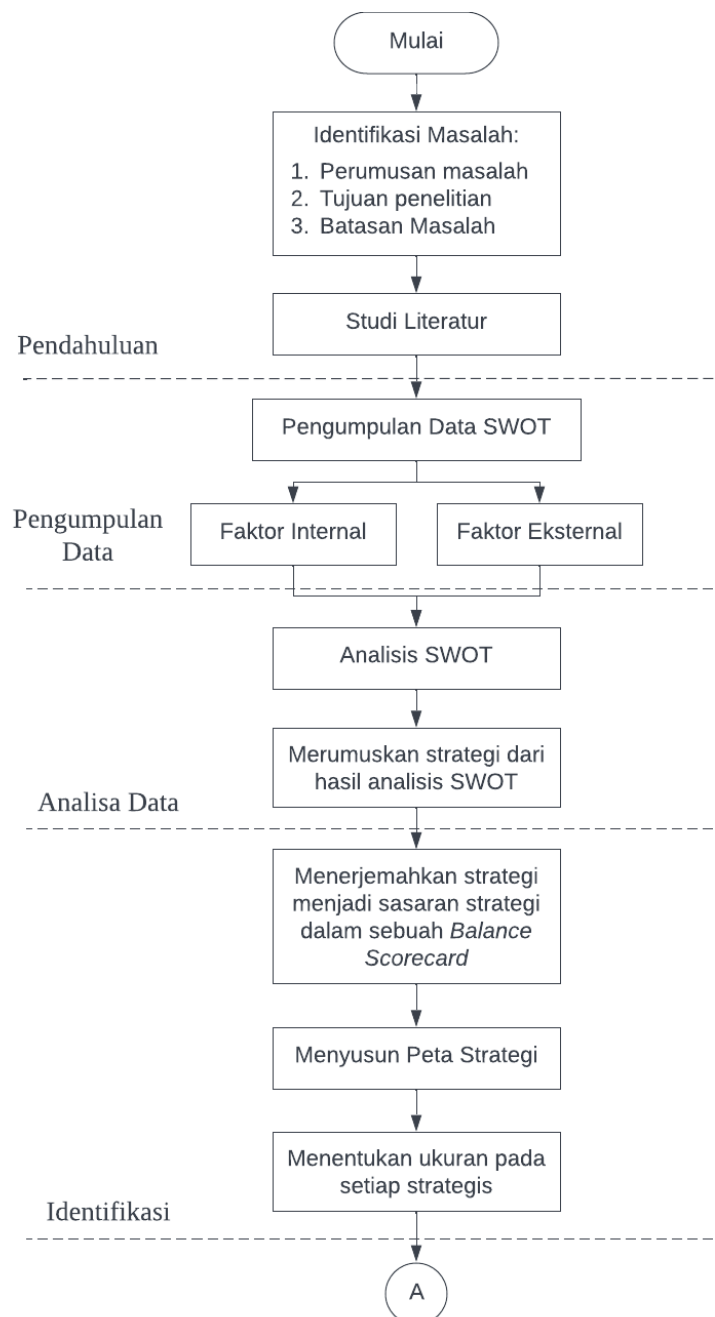 Mulai
Identifikasi Masalah:
1. Perumusan masalah
2. Tujuan penelitian
3. Batasan Masalah
Studi Literatur
Pendahuluan
Pengumpulan Data SWOT
Pengumpulan
Data
Faktor Internal
Faktor Eksternal
Analisis SWOT
Merumuskan strategi dari
hasil analisis SWOT
Analisa Data
Menerjemahkan strategi
menjadi sasaran strategi
dalam sebuah Balance
Scorecard
Menyusun Peta Strategi
Menentukan ukuran pada
setiap strategis
Identifikasi
A